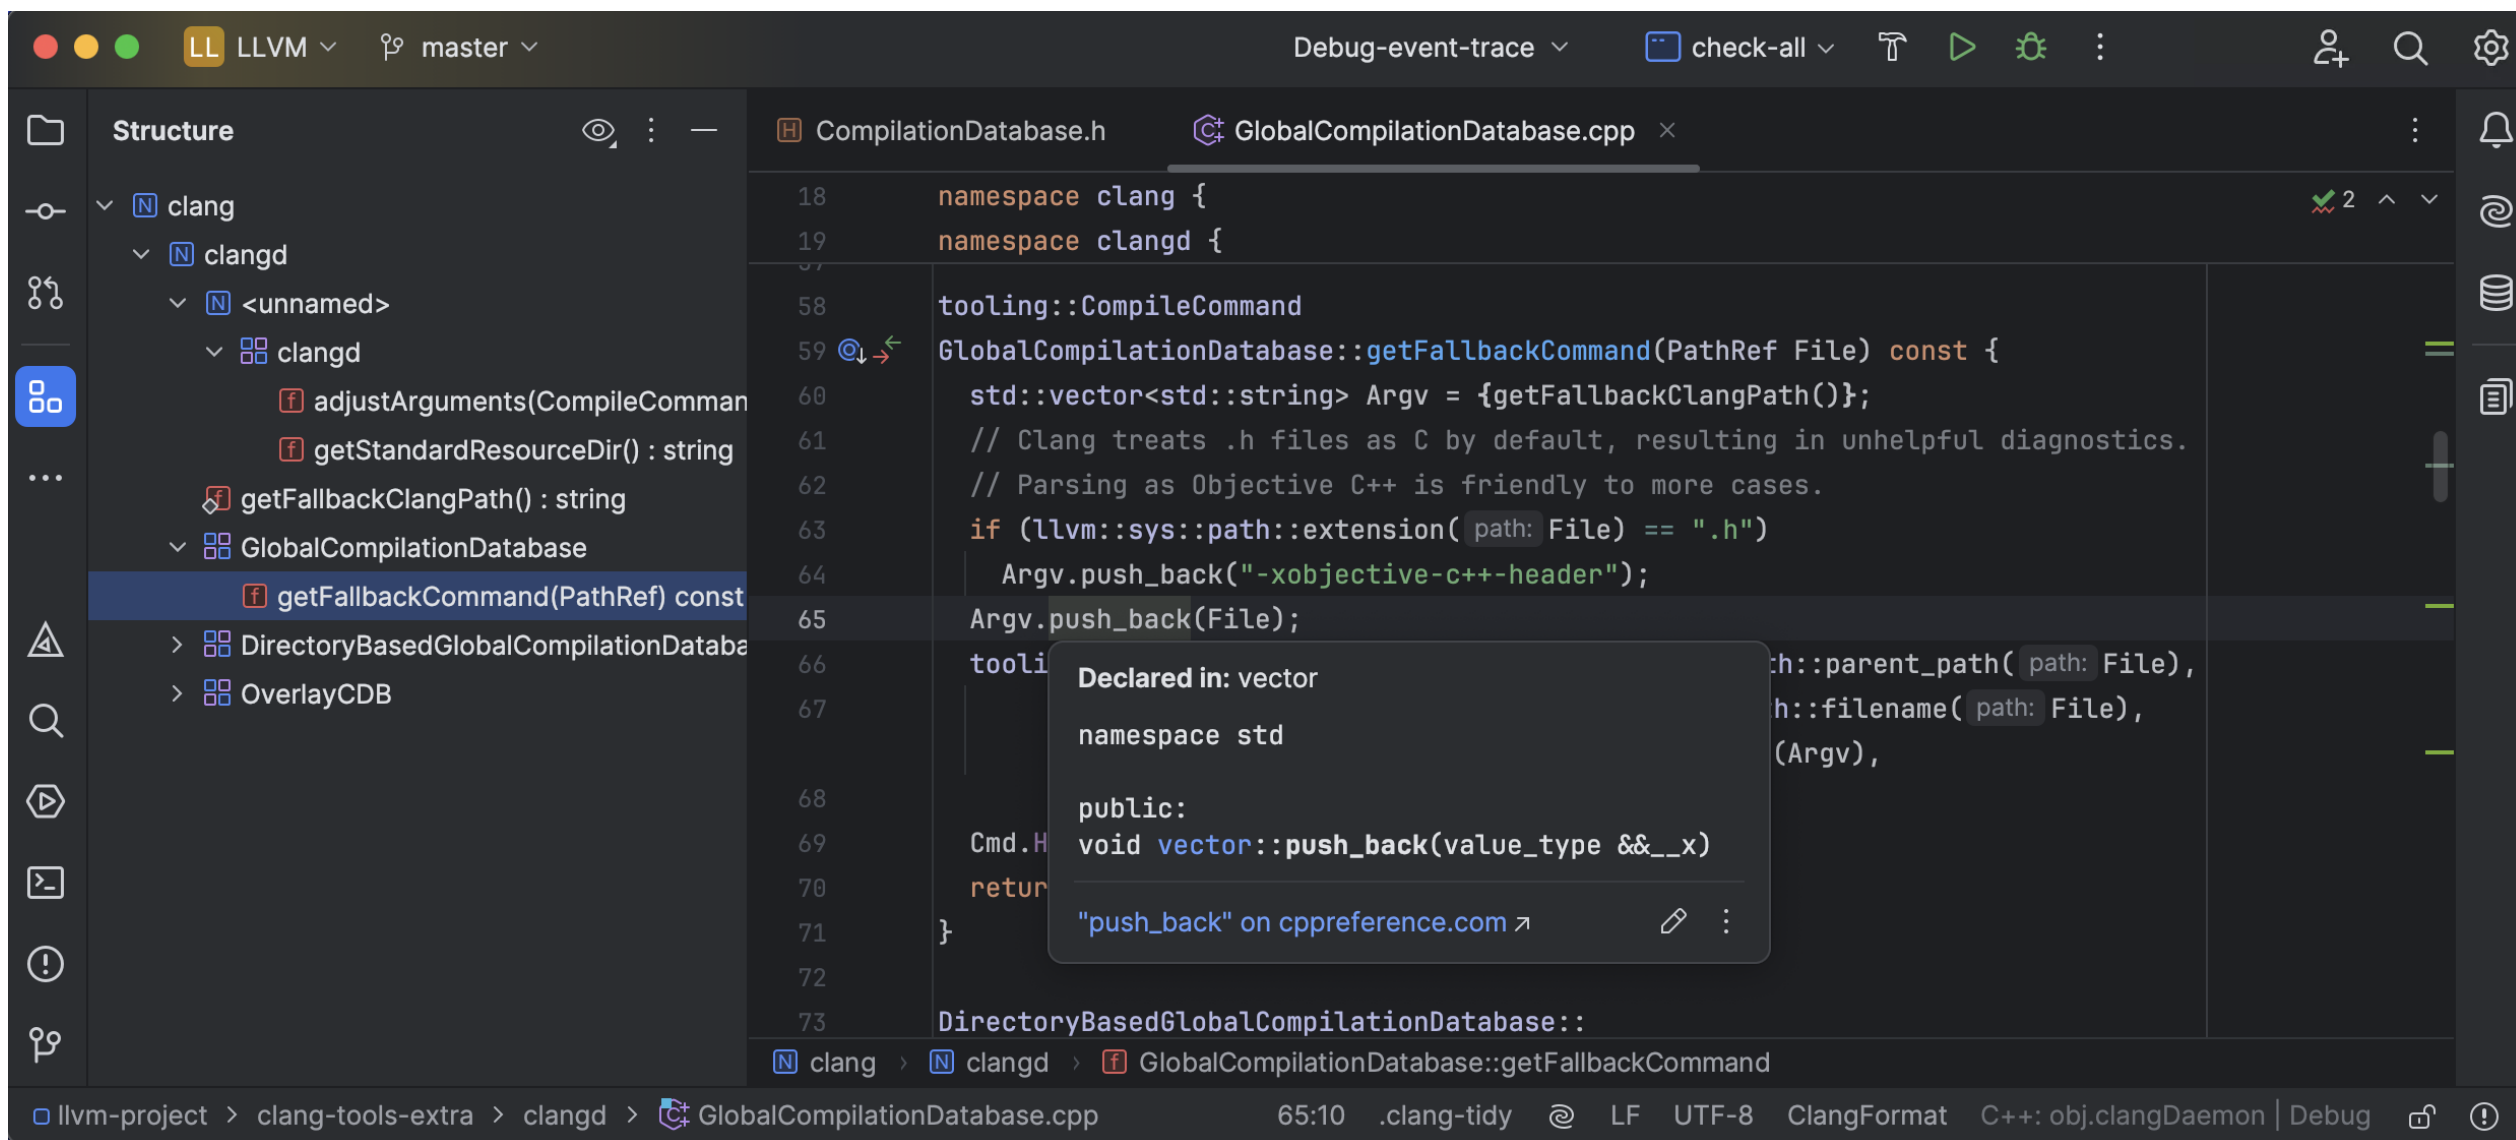 LL LLVM master Debug-event-trace check-all
Structure
CompilationDatabase.h GlobalCompilationDatabase.cpp
N clang
N clangd
N <unnamed>
clangd
f adjustArguments(CompileComman
f getStandardResourceDir() : string
f getFallbackClangPath() : string
GlobalCompilationDatabase
f getFallbackCommand(PathRef) const
DirectoryBasedGlobalCompilationDataba
OverlayCDB
2
18 namespace clang {
19 namespace clangd {
58 tooling::CompileCommand
59 GlobalCompilationDatabase::getFallbackCommand(PathRef File) const {
60 std::vector<std::string> Argv = {getFallbackClangPath()};
61 // Clang treats .h files as C by default, resulting in unhelpful diagnostics.
62 // Parsing as Objective C++ is friendly to more cases.
63 if (llvm::sys::path::extension( path: File) == ".h")
64 Argv.push_back("-xobjective-c++-header");
65 Argv.push_back(File);
66 tooli th::parent_path( path: File),
67 h::filename( path: File),
(Argv),
68
69 Cmd.H
70 retur
71 }
72
73 DirectoryBasedGlobalCompilationDatabase::
Declared in: vector
namespace std
public:
void vector::push_back(value_type &&__x)
"push_back" on cppreference.com
N clang > N clangd > f GlobalCompilationDatabase::getFallbackCommand
llvm-project > clang-tools-extra > clangd > GlobalCompilationDatabase.cpp 65:10 .clang-tidy LF UTF-8 ClangFormat C++: obj.clangDaemon | Debug